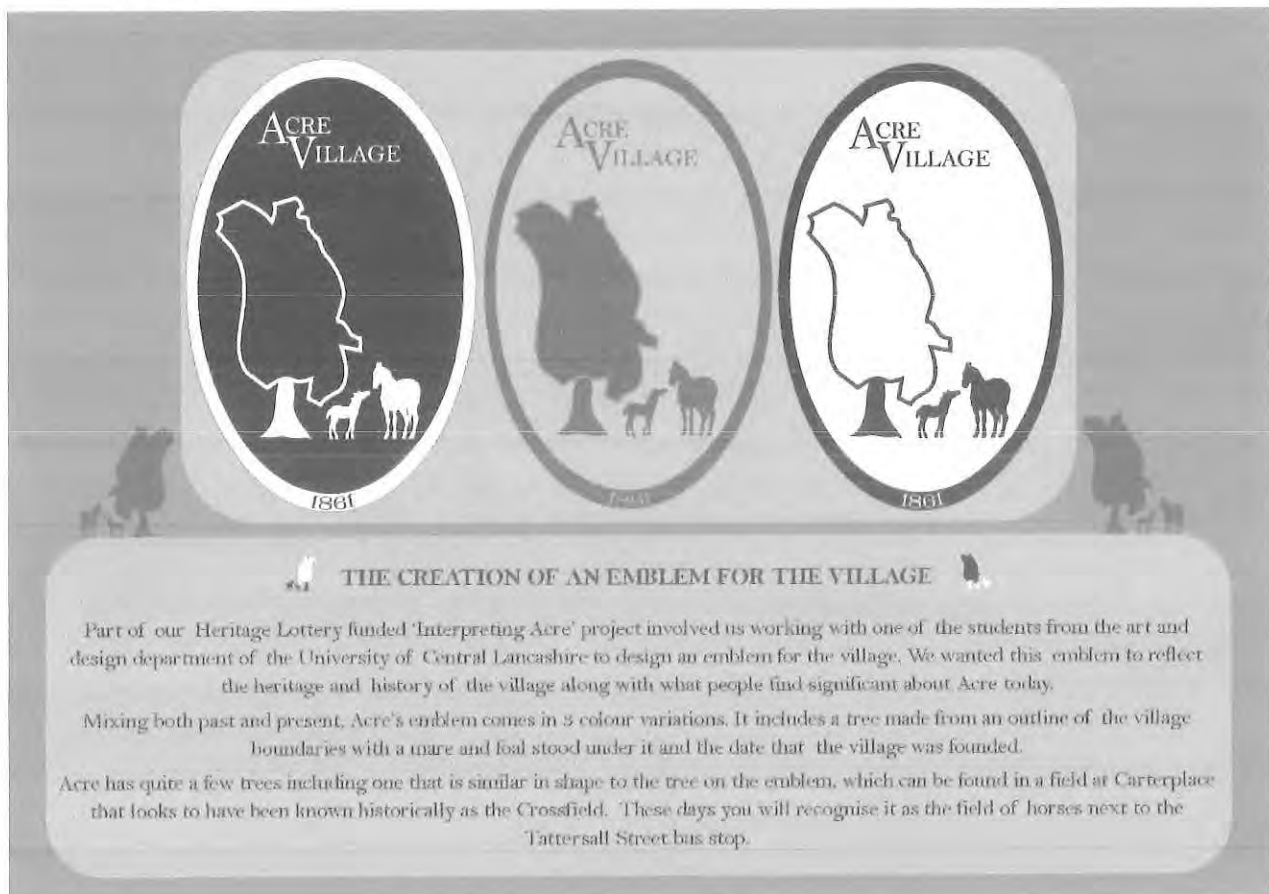 ACRE
VILLAGE
1861
ACRE
VILLAGE
1861
ACRE
VILLAGE
1861
THE CREATION OF AN EMBLEM FOR THE VILLAGE
Part of our Heritage Lottery funded 'Interpreting Acre' project involved us working with one of the students from the art and
design department of the University of Central Lancashire to design an emblem for the village. We wanted this emblem to reflect
the heritage and history of the village along with what people find significant about Acre today.
Mixing both past and present, Acre's emblem comes in 3 colour variations. It includes a tree made from an outline of the village
boundaries with a mare and foal stood under it and the date that the village was founded.
Acre has quite a few trees including one that is similar in shape to the tree on the emblem, which can be found in a field at Carterplace
that looks to have been known historically as the Crossfield. These days you will recognise it as the field of horses next to the
Tattersall Street bus stop.